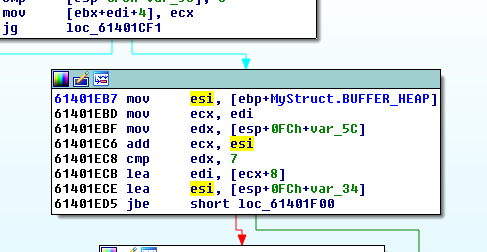 mov     [ebx+edi+4], ecx
jg      loc_61401CF1
61401EB7 mov     esi, [ebp+MyStruct.BUFFER_HEAP]
61401EBD mov     ecx, edi
61401EBF mov     edx, [esp+0FCh+var_5C]
61401EC6 add     ecx, esi
61401EC8 cmp     edx, 7
61401ECB lea     edi, [ecx+8]
61401ECE lea     esi, [esp+0FCh+var_34]
61401ED5 jbe     short loc_61401F00